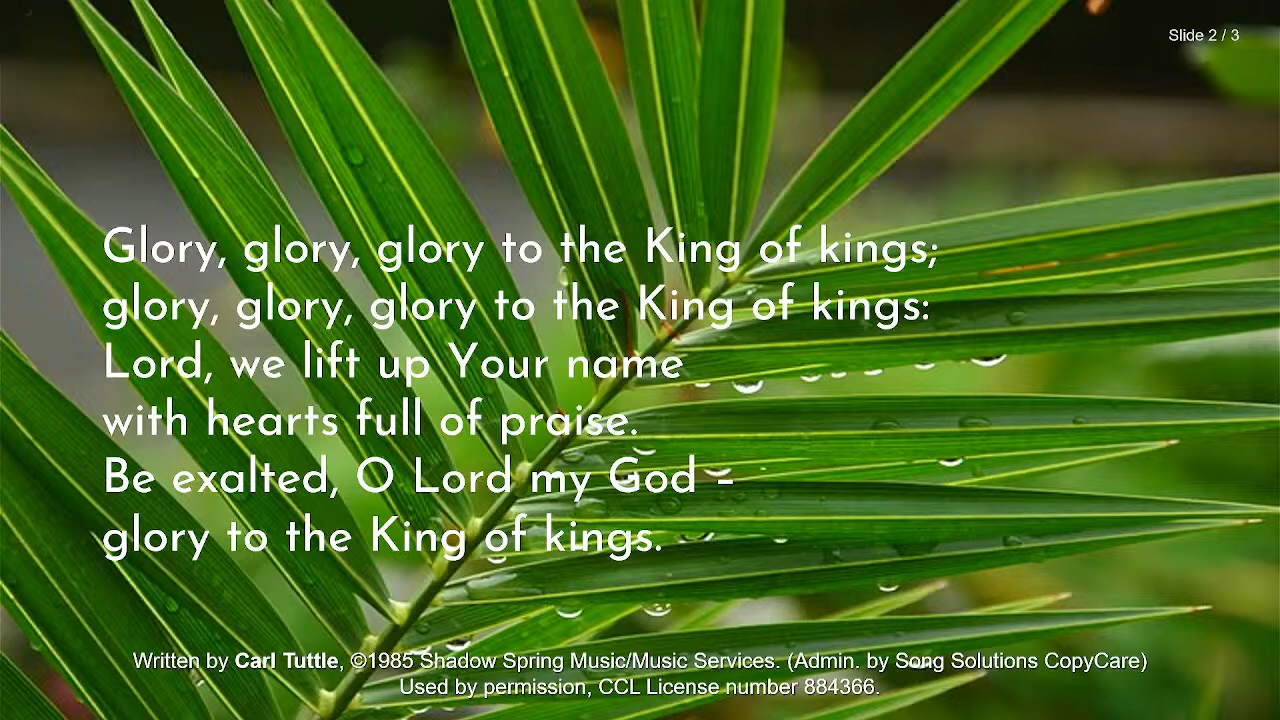 Slide 2 / 3
Glory, glory, glory to the King of kings;
glory, glory, glory to the King of kings:
Lord, we lift up Your name
with hearts full of praise.
Be exalted, O Lord my God –
glory to the King of kings.
Written by Carl Tuttle, ©1985 Shadow Spring Music/Music Services. (Admin. by Song Solutions CopyCare)
Used by permission, CCL License number 884366.